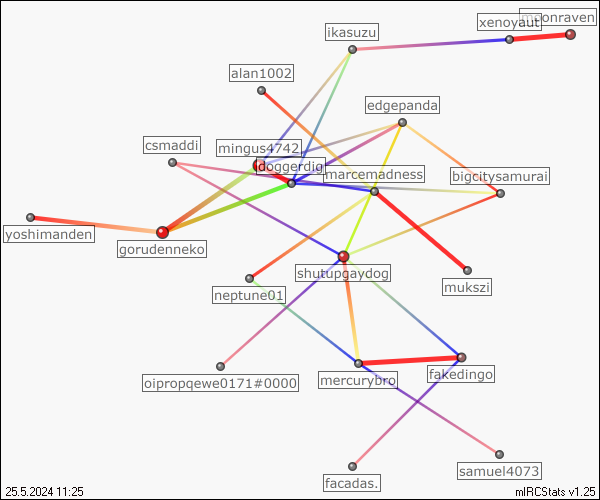 xenoyaut
moonraven
ikasuzu
alan1002
edgepanda
csmaddi
mingus4742
doggerdig
marcemadness
bigcitysamurai
yoshimanden
gorudenneko
shutupgaydog
mukszi
neptune01
oipropqewe0171#0000
mercurybro
fakedingo
samuel4073
facadas.
25.5.2024 11:25
mIRCStats v1.25